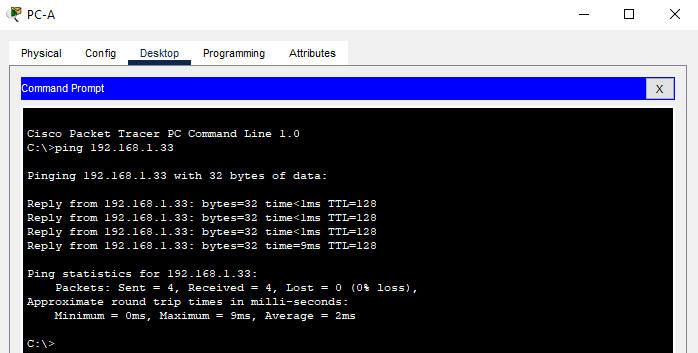 PC-A
Physical Config Desktop Programming Attributes
Command Prompt X
Cisco Packet Tracer PC Command Line 1.0
C:\>ping 192.168.1.33
Pinging 192.168.1.33 with 32 bytes of data:
Reply from 192.168.1.33: bytes=32 time<1ms TTL=128
Reply from 192.168.1.33: bytes=32 time<1ms TTL=128
Reply from 192.168.1.33: bytes=32 time<1ms TTL=128
Reply from 192.168.1.33: bytes=32 time=9ms TTL=128
Ping statistics for 192.168.1.33:
    Packets: Sent = 4, Received = 4, Lost = 0 (0% loss),
Approximate round trip times in milli-seconds:
    Minimum = 0ms, Maximum = 9ms, Average = 2ms
C:\>